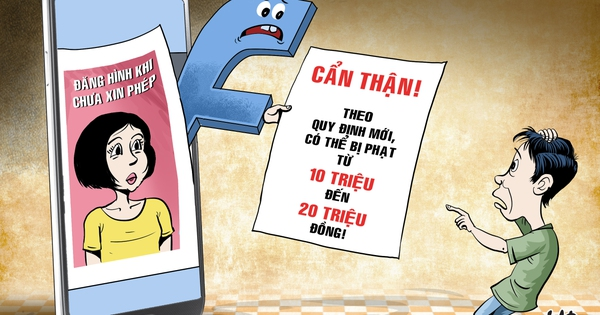 ĐĂNG HÌNH KHI
CHƯA XIN PHÉP
CẨN THẬN!
THEO
QUY ĐỊNH MỚI,
CÓ THỂ BỊ PHẠT
TỪ
10 TRIỆU
ĐẾN
20 TRIỆU
ĐỒNG!